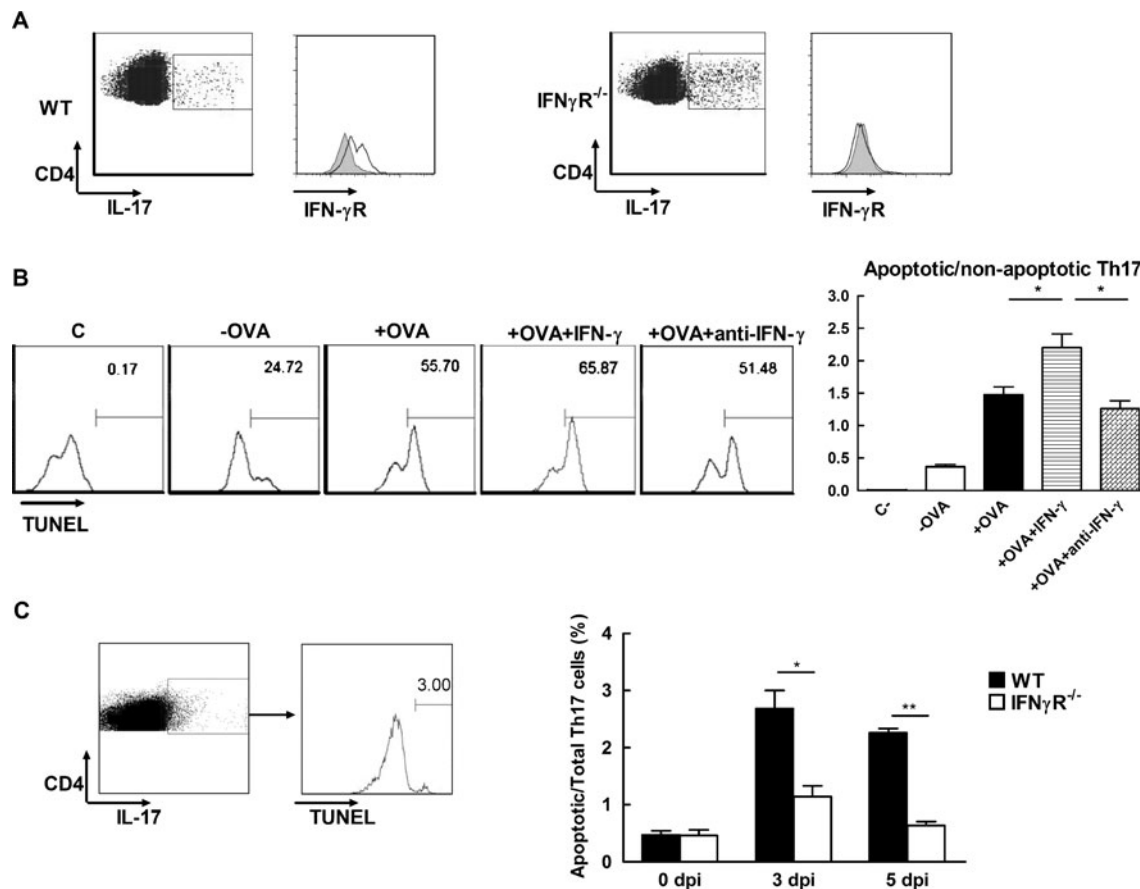 A
WT
CD4
IL-17
IFN-γR
IFNγR-/-
CD4
IL-17
IFN-γR
B
C
-OVA
+OVA
+OVA+IFN-γ
+OVA+anti-IFN-γ
0.17
24.72
55.70
65.87
51.48
TUNEL
Apoptotic/non-apoptotic Th17
3.0
2.5
2.0
1.5
1.0
0.5
0.0
*
*
C-
-OVA
+OVA
+OVA+IFN-γ
+OVA+anti-IFN-γ
C
CD4
IL-17
3.00
TUNEL
Apoptotic/Total Th17 cells (%)
4
3
2
1
0
*
**
0 dpi
3 dpi
5 dpi
WT
IFNγR-/-